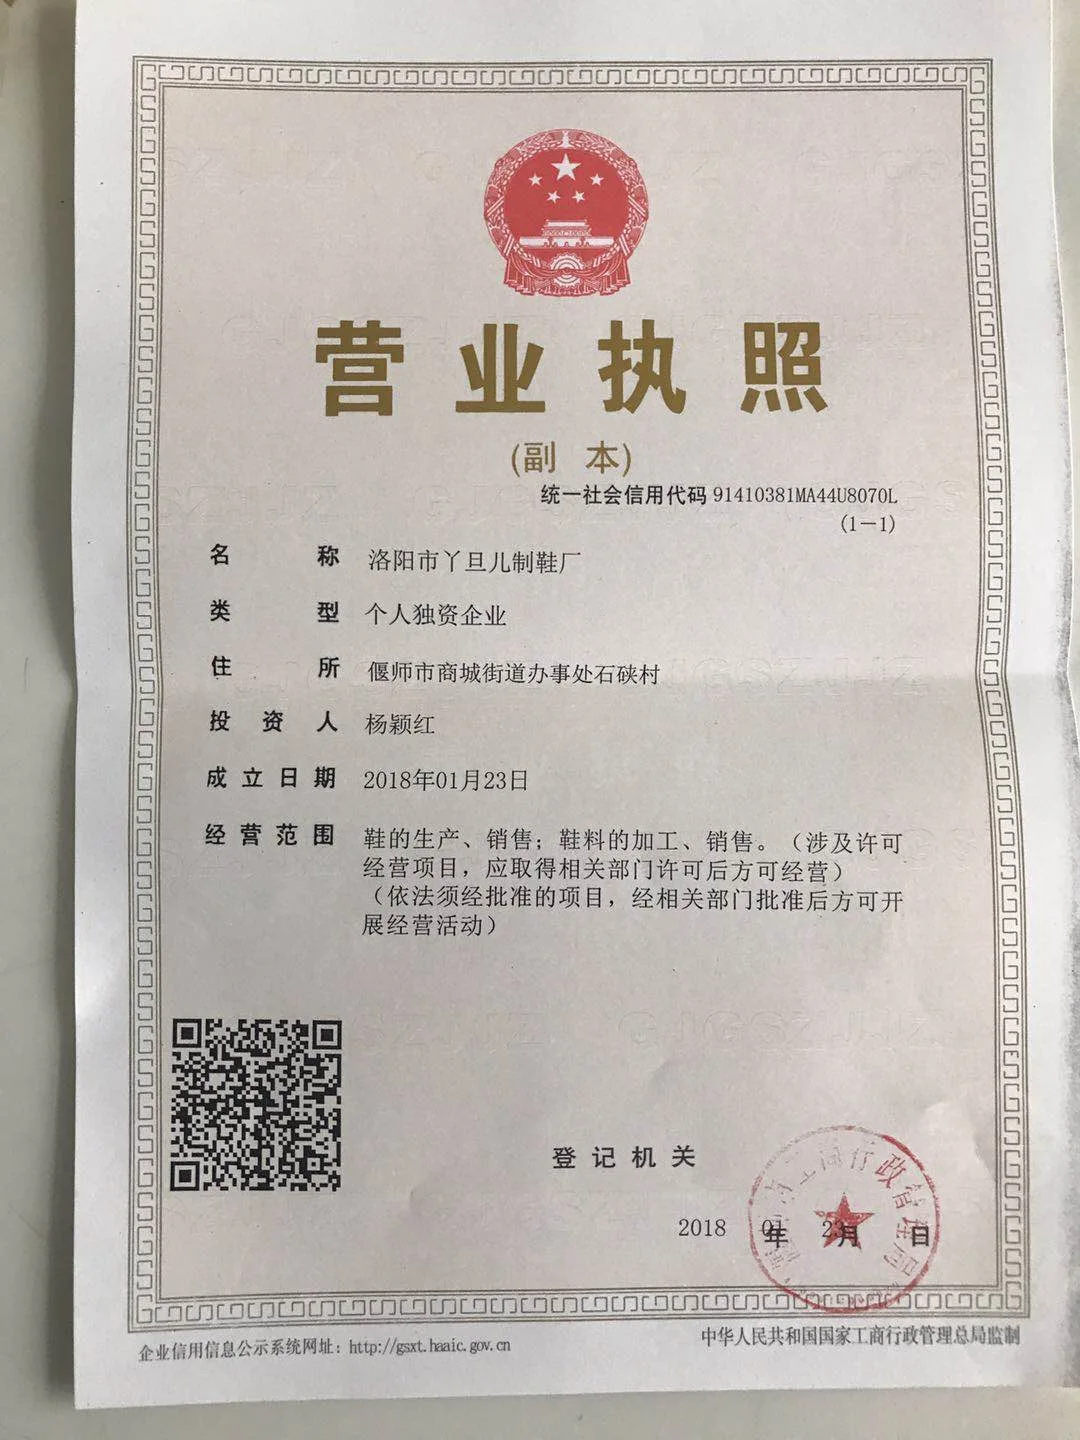 营业执照
(副 本)
统一社会信用代码 91410381MA44U8070L
(1-1)
名 称 洛阳市丫旦儿制鞋厂
类 型 个人独资企业
住 所 偃师市商城街道办事处石硖村
投 资 人 杨颖红
成立日期 2018年01月23日
经营范围 鞋的生产、销售；鞋料的加工、销售。（涉及许可
经营项目，应取得相关部门许可后方可经营）
（依法须经批准的项目，经相关部门批准后方可开
展经营活动）
登记机关
工商行政管理局
2018 年 01 月 23 日
企业信用信息公示系统网址：http://gsxt.haaic.gov.cn
中华人民共和国国家工商行政管理总局监制